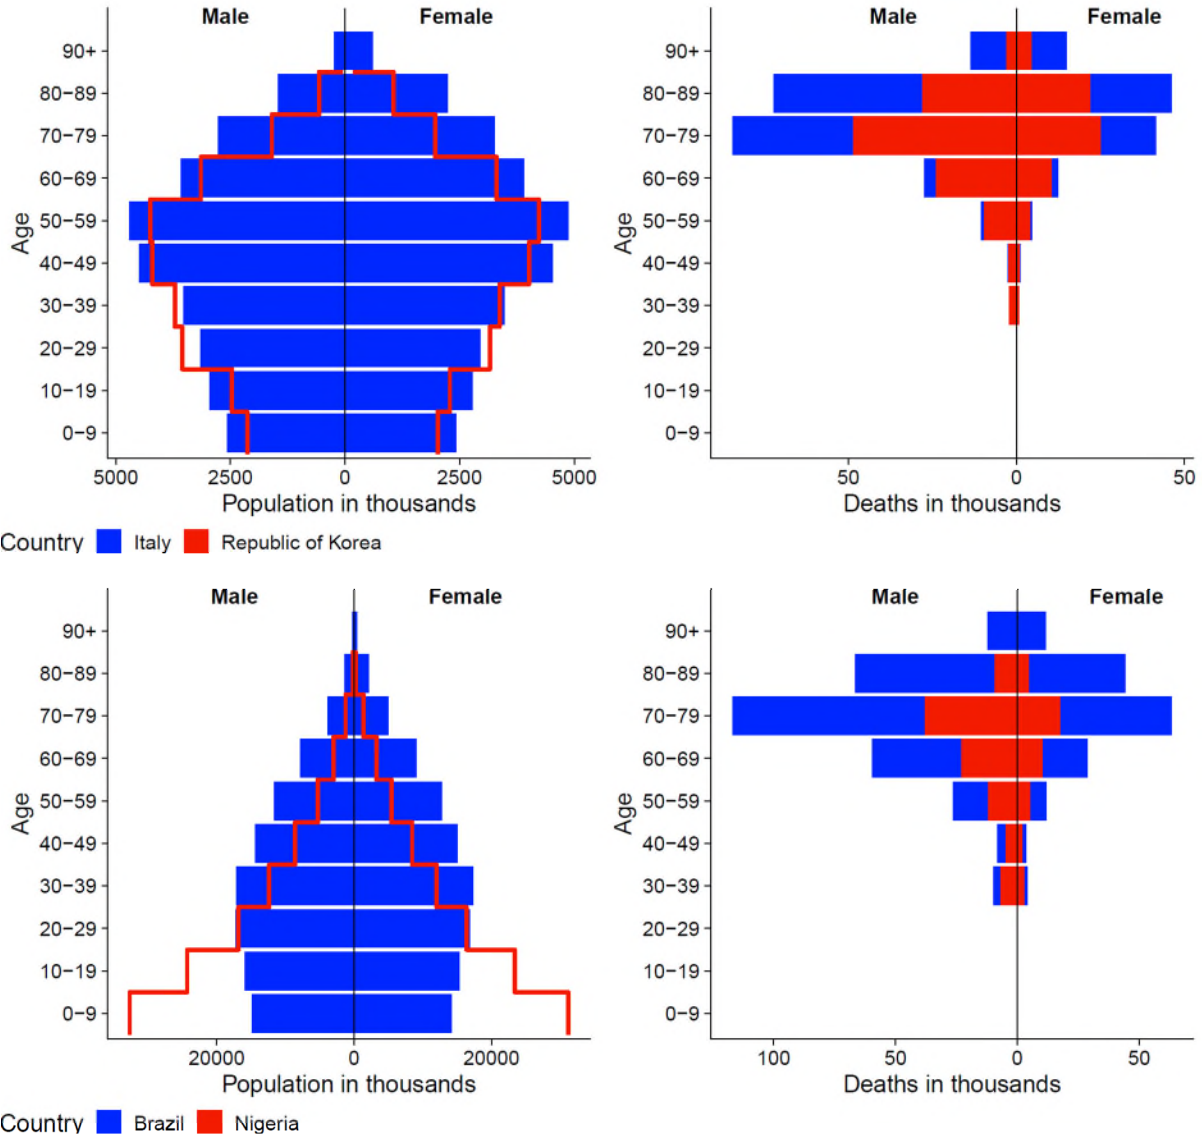 Male Female
90+
80−89
70−79
60−69
50−59
40−49
30−39
20−29
10−19
0−9
Age
5000 2500 0 2500 5000
Population in thousands
Country Italy Republic of Korea
Male Female
90+
80−89
70−79
60−69
50−59
40−49
30−39
20−29
10−19
0−9
Age
50 0 50
Deaths in thousands
Male Female
90+
80−89
70−79
60−69
50−59
40−49
30−39
20−29
10−19
0−9
Age
20000 0 20000
Population in thousands
Country Brazil Nigeria
Male Female
90+
80−89
70−79
60−69
50−59
40−49
30−39
20−29
10−19
0−9
Age
100 50 0 50
Deaths in thousands